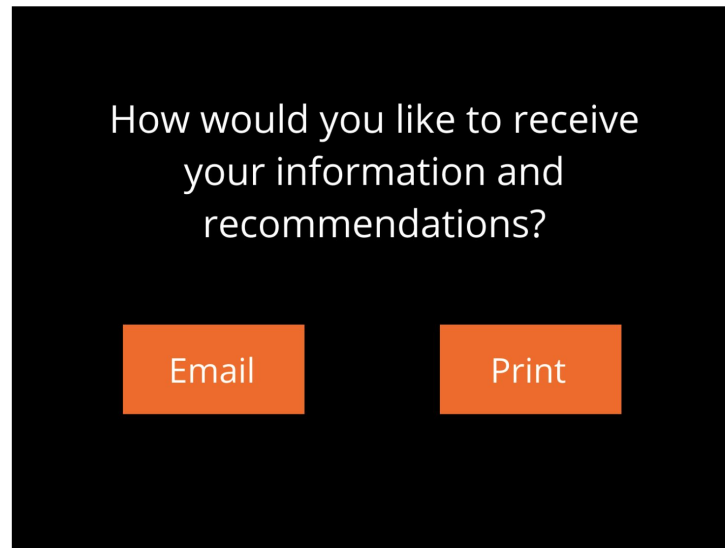 How would you like to receive
your information and
recommendations?
Email
Print